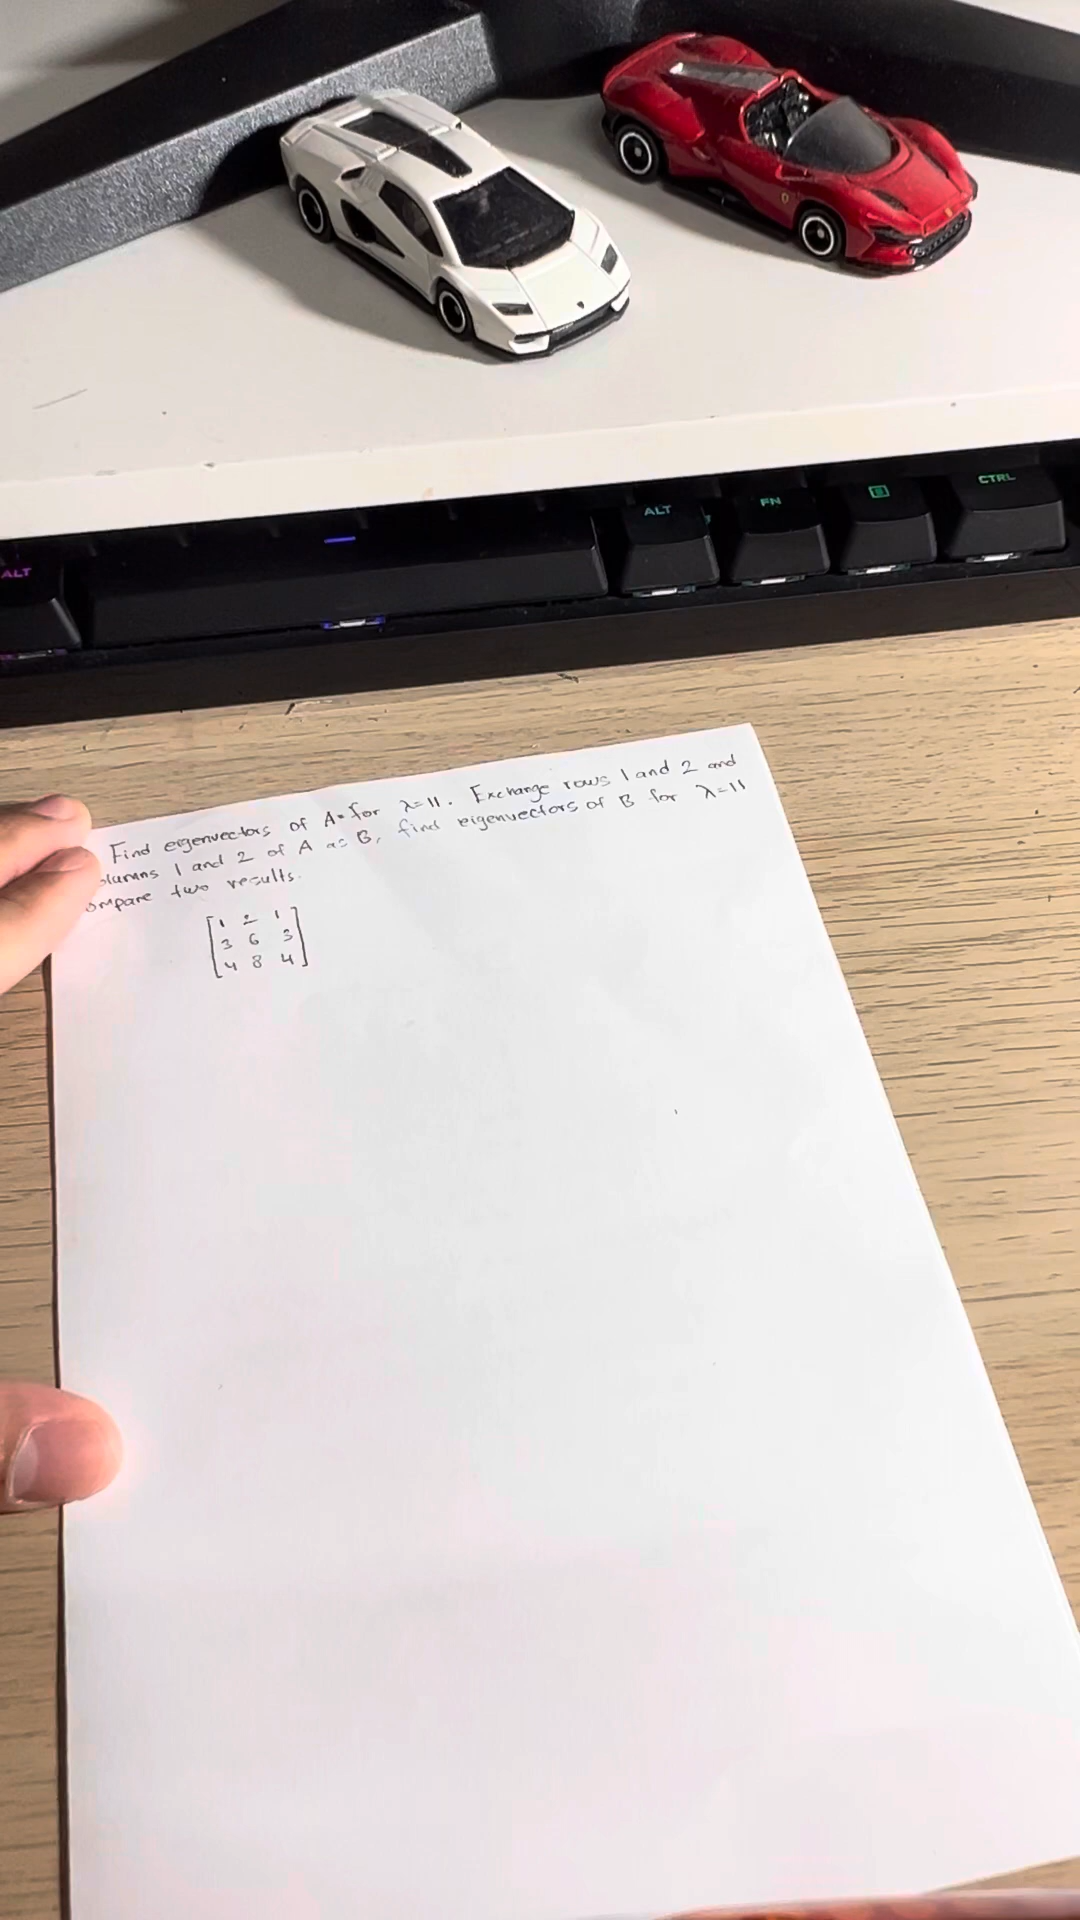 ALT FN CTRL
ALT
Find eigenvectors of A for λ=11. Exchange rows 1 and 2 and
olumns 1 and 2 of A as B, find eigenvectors of B for λ=11
ompare two results.
1 2 1
3 6 3
4 8 4